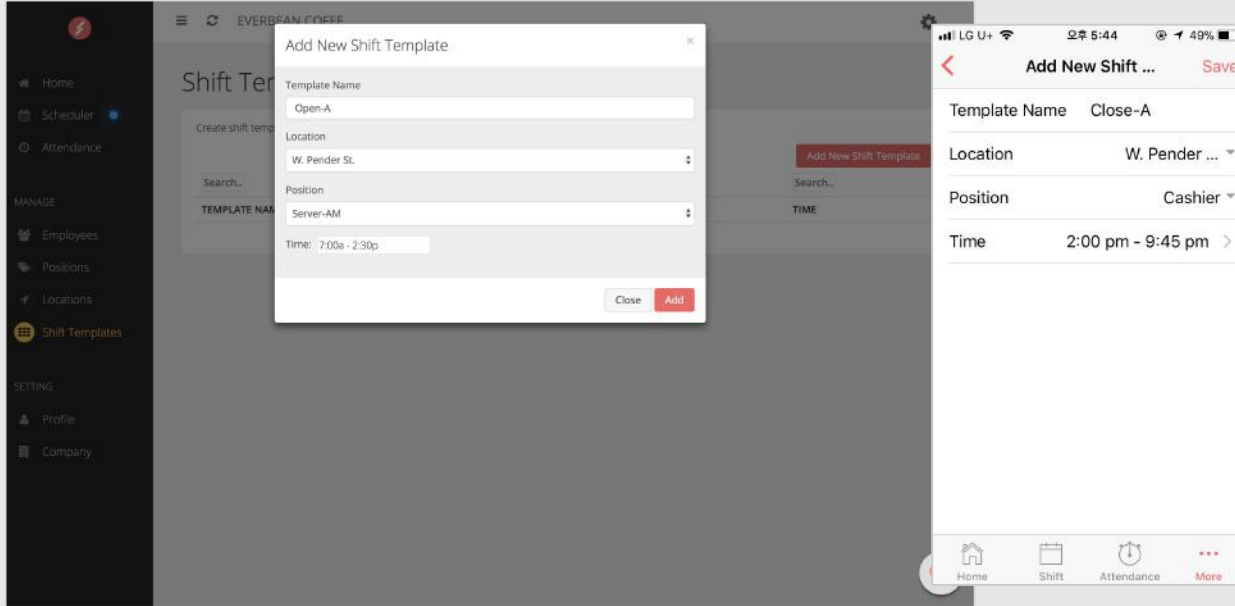 EVERBEAN COFFE
Home
Scheduler
Attendance
MANAGE
Employees
Positions
Locations
Shift Templates
SETTING
Profile
Company
Shift Ter
Create shift temp
Add New Shift Template
Search..
Search..
TEMPLATE NAM
TIME
Add New Shift Template
×
Template Name
Open-A
Location
W. Pender St.
Position
Server-AM
Time: 7:00a - 2:30p
Close Add
LG U+ 오후 5:44 49%
Add New Shift ... Save
Template Name Close-A
Location W. Pender ...
Position Cashier
Time 2:00 pm - 9:45 pm
Home Shift Attendance More